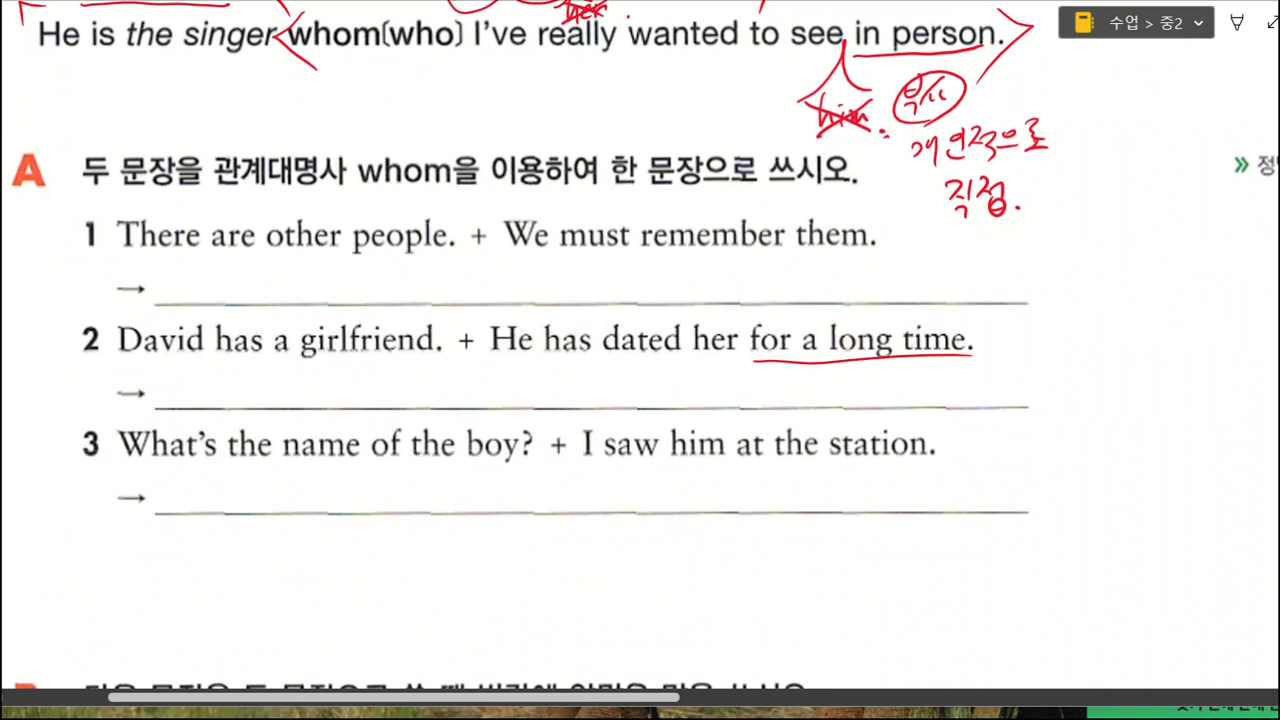 her.
He is the singer whom(who) I've really wanted to see in person.
him.
부사
개인적으로
직접.
수업 > 중2
A 두 문장을 관계대명사 whom을 이용하여 한 문장으로 쓰시오.
» 정
1 There are other people. + We must remember them.
→
2 David has a girlfriend. + He has dated her for a long time.
→
3 What's the name of the boy? + I saw him at the station.
→